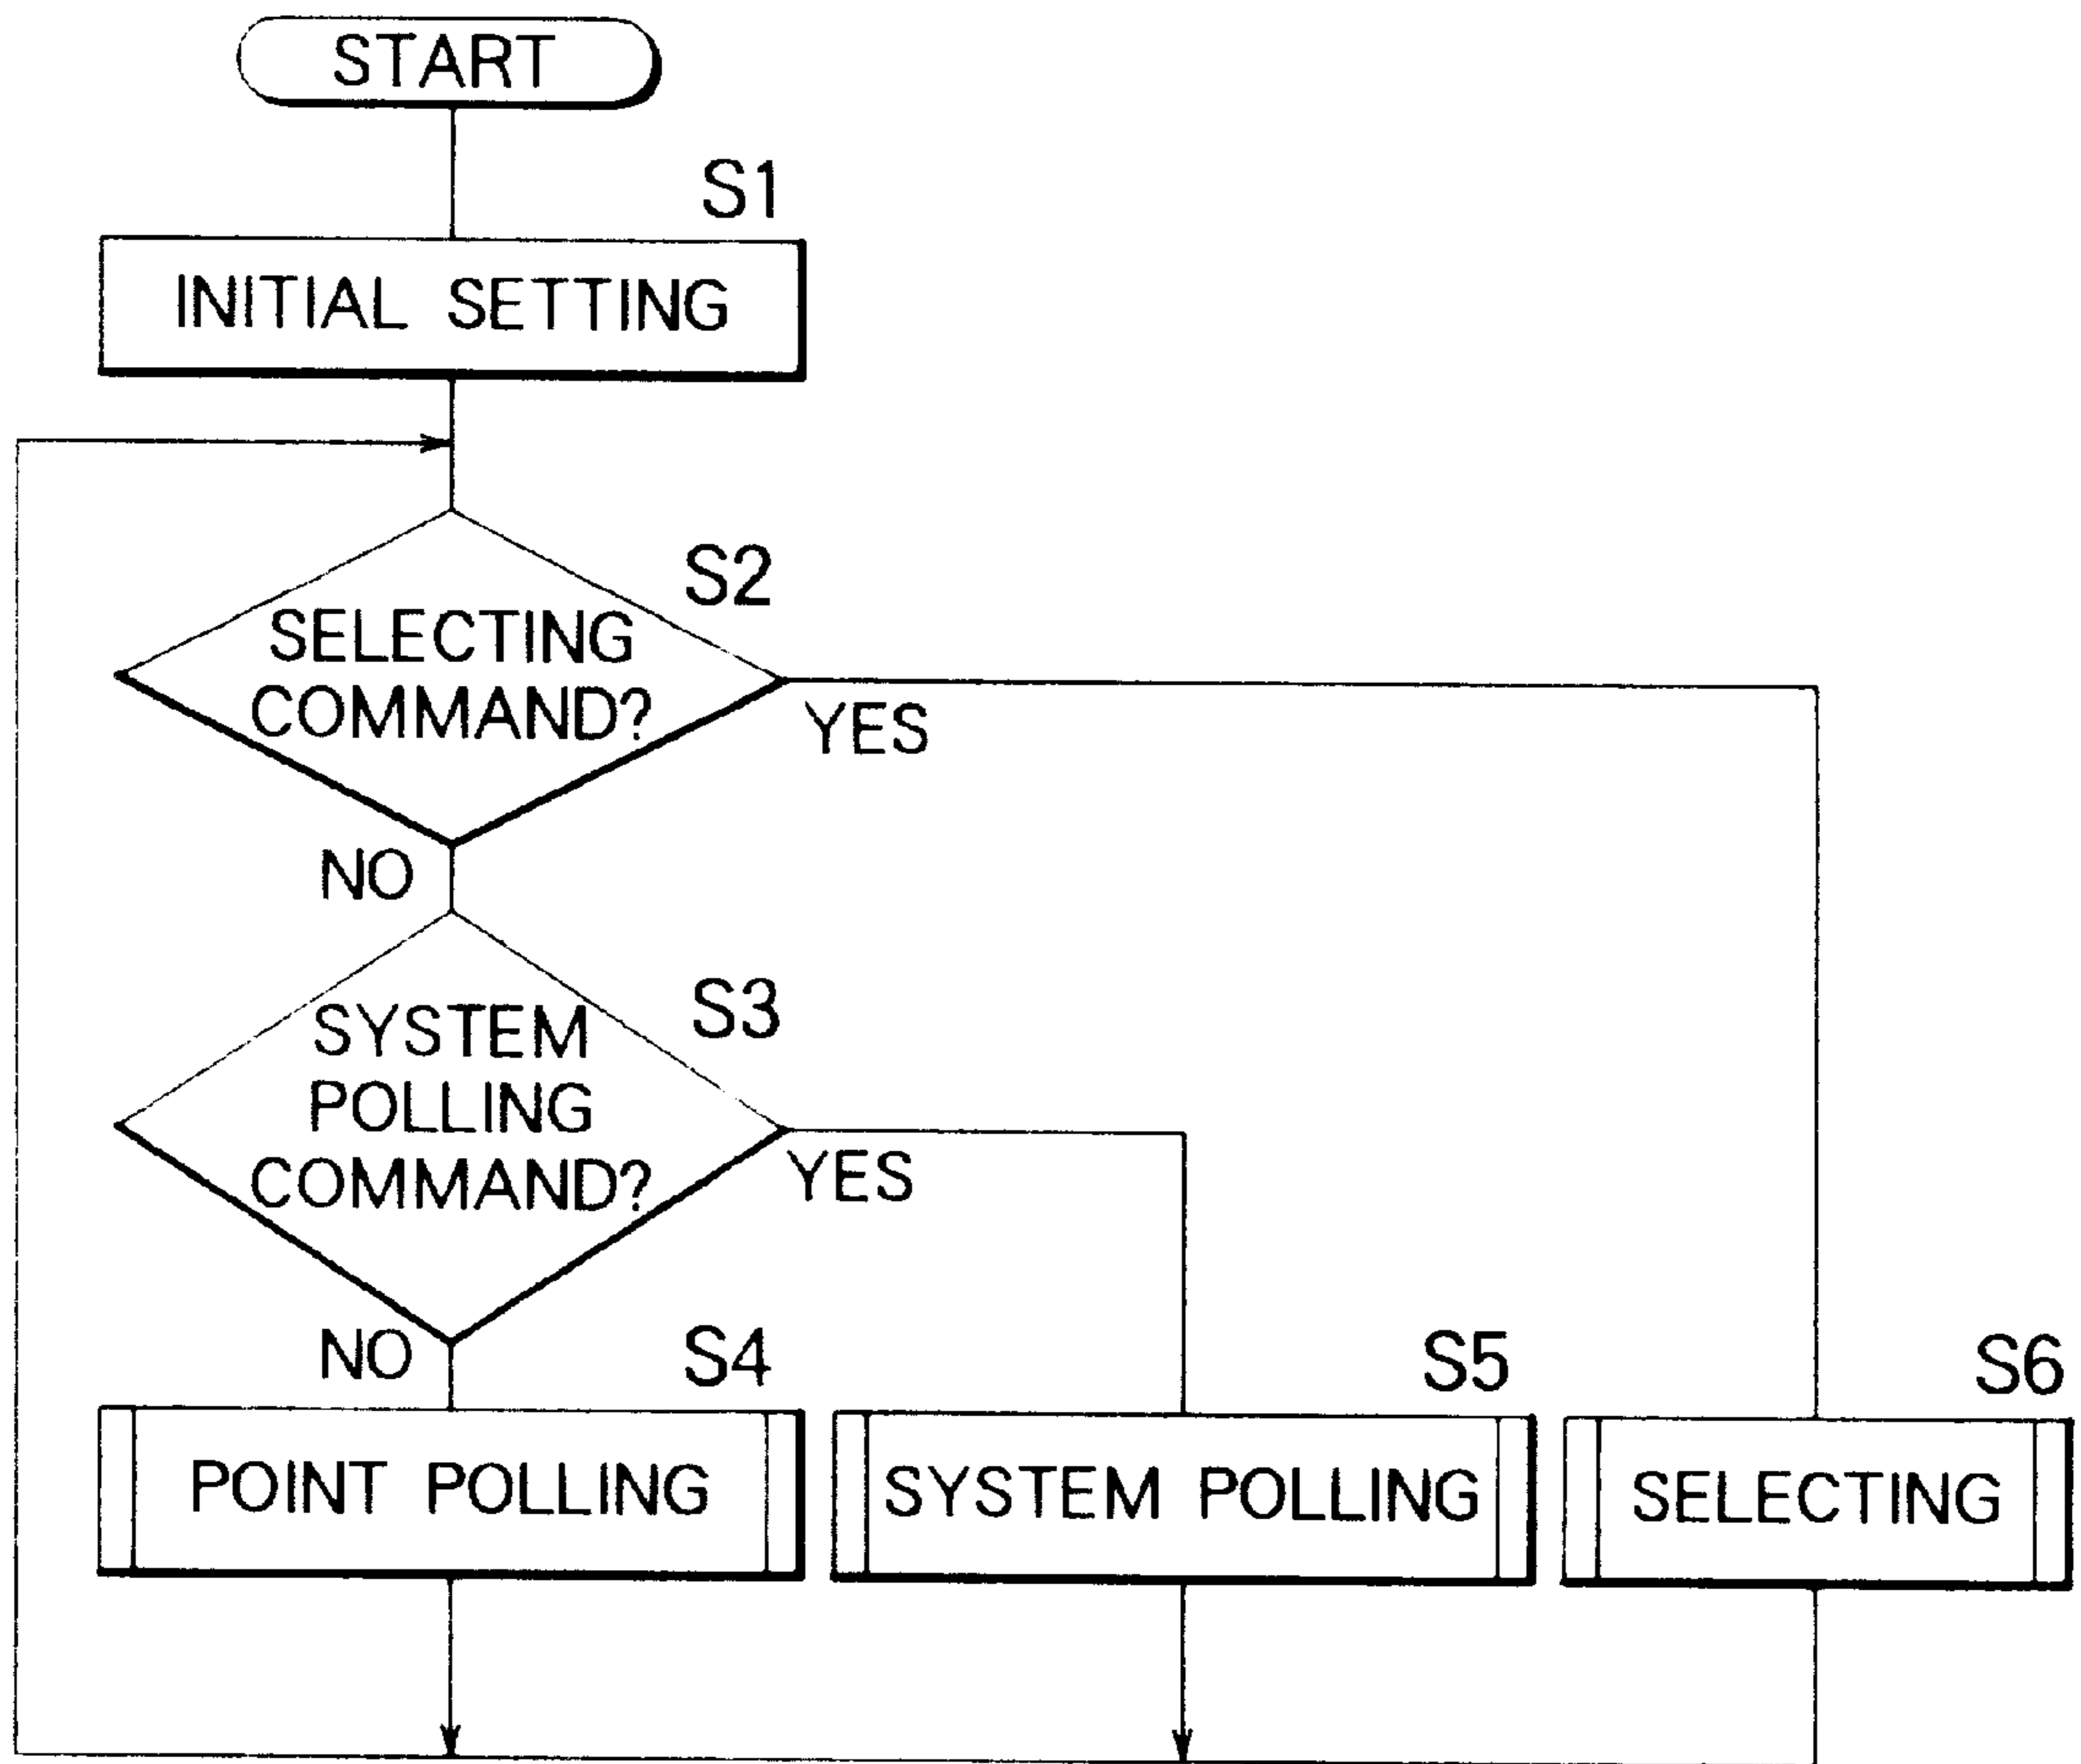 START
S1
INITIAL SETTING
S2
SELECTING
COMMAND?
YES
NO
S3
SYSTEM
POLLING
COMMAND?
YES
NO
S4
S5
S6
POINT POLLING
SYSTEM POLLING
SELECTING